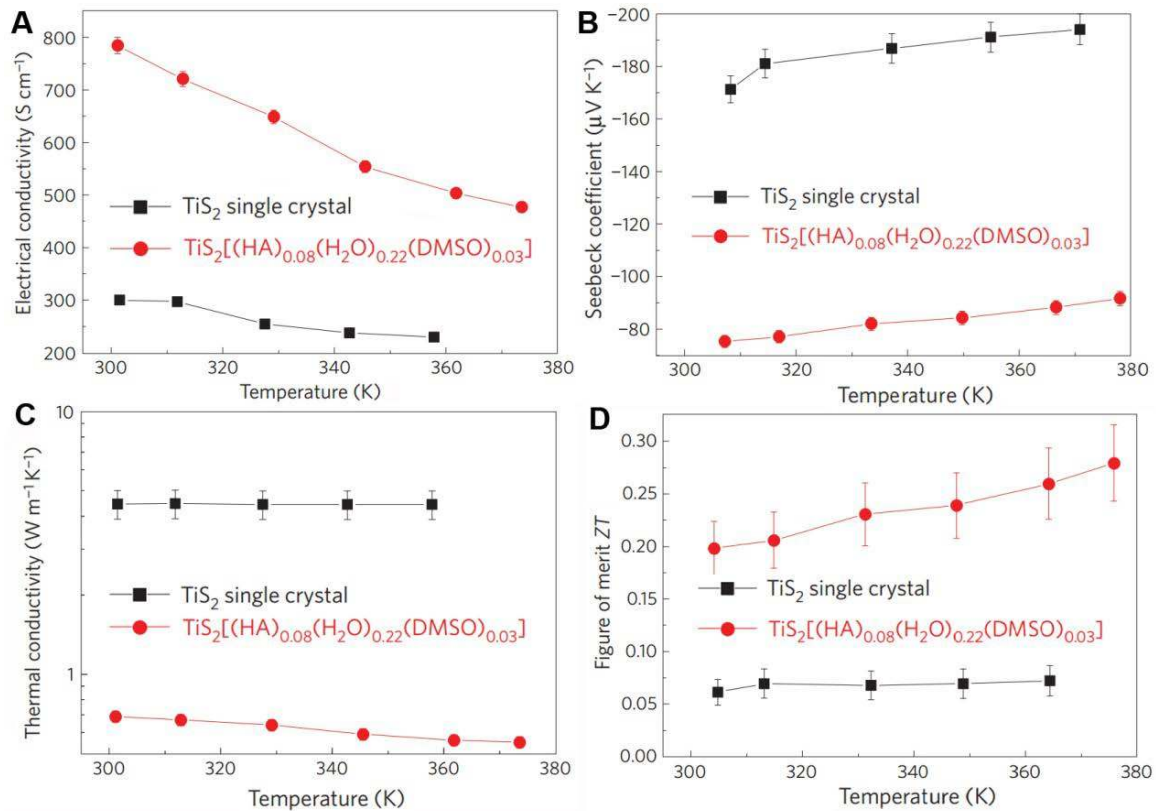 A
Electrical conductivity (S cm⁻¹)
800
700
600
500
400
300
200
TiS₂ single crystal
TiS₂[(HA)₀.₀₈(H₂O)₀.₂₂(DMSO)₀.₀₃]
300 320 340 360 380
Temperature (K)
B
Seebeck coefficient (µV K⁻¹)
−200
−180
−160
−140
−120
−100
−80
TiS₂ single crystal
TiS₂[(HA)₀.₀₈(H₂O)₀.₂₂(DMSO)₀.₀₃]
300 320 340 360 380
Temperature (K)
C
Thermal conductivity (W m⁻¹ K⁻¹)
10
1
TiS₂ single crystal
TiS₂[(HA)₀.₀₈(H₂O)₀.₂₂(DMSO)₀.₀₃]
300 320 340 360 380
Temperature (K)
D
Figure of merit ZT
0.30
0.25
0.20
0.15
0.10
0.05
0.00
TiS₂ single crystal
TiS₂[(HA)₀.₀₈(H₂O)₀.₂₂(DMSO)₀.₀₃]
300 320 340 360 380
Temperature (K)